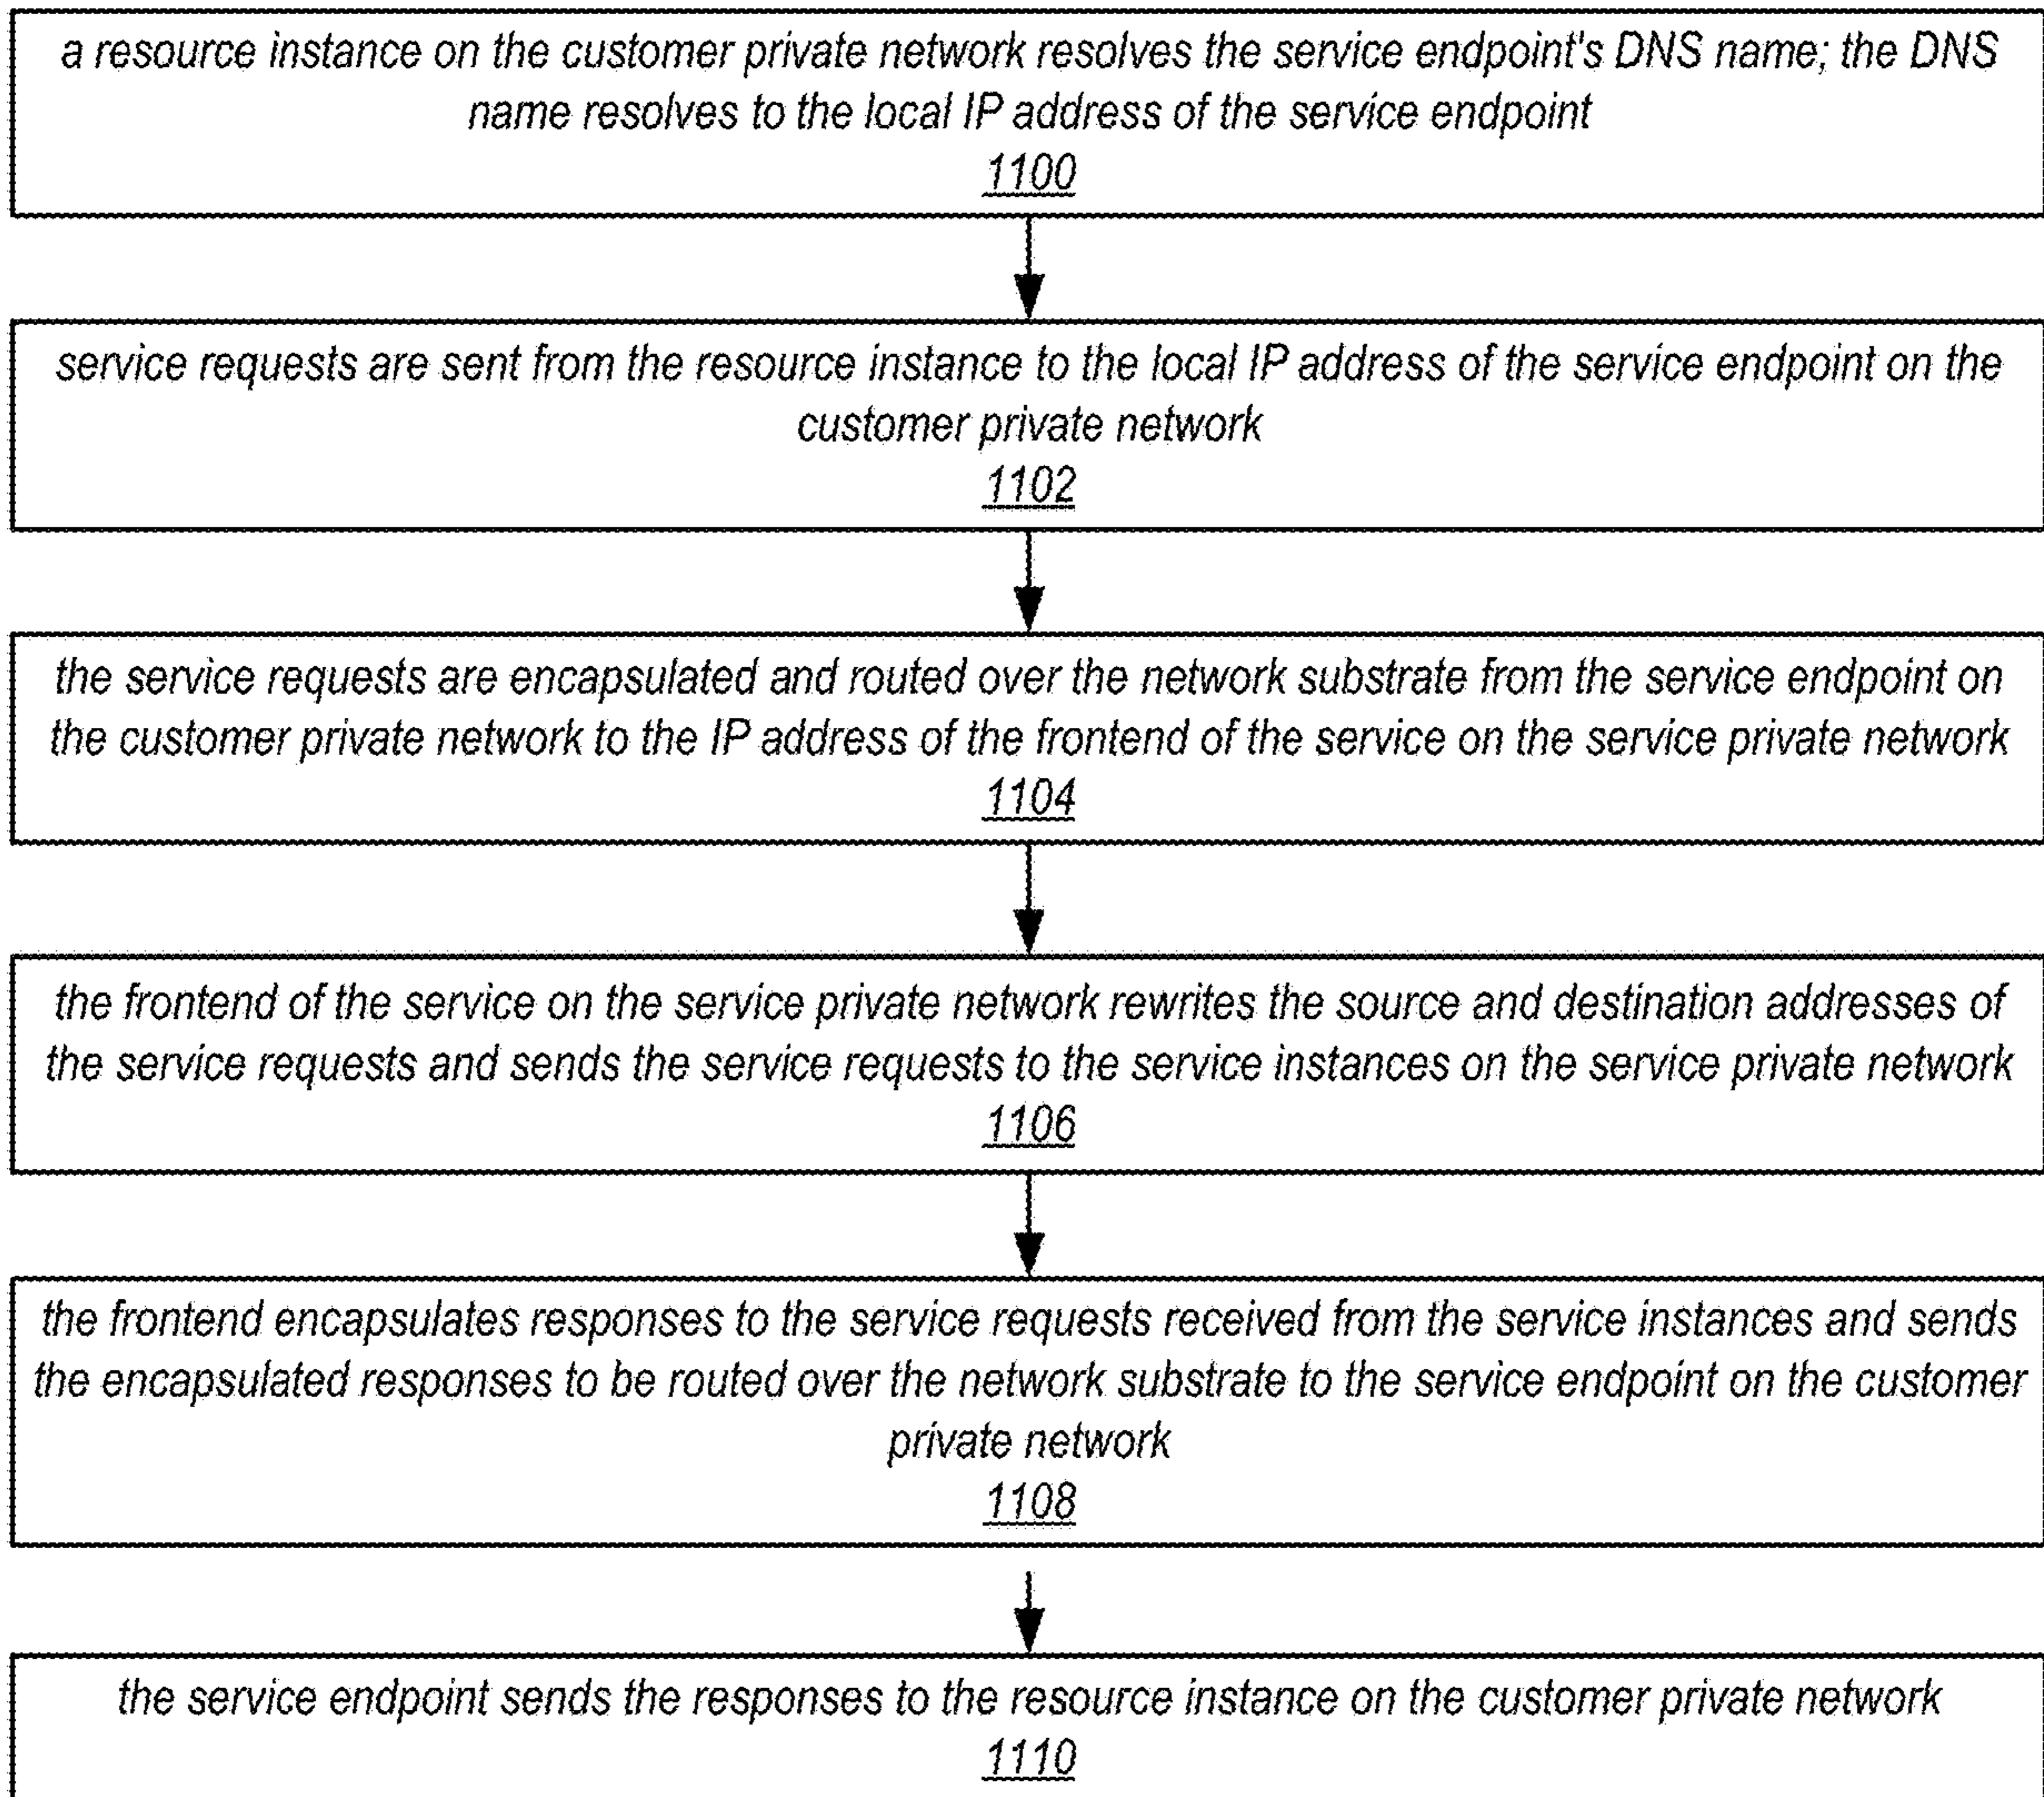 a resource instance on the customer private network resolves the service endpoint's DNS name; the DNS
name resolves to the local IP address of the service endpoint
1100
service requests are sent from the resource instance to the local IP address of the service endpoint on the
customer private network
1102
the service requests are encapsulated and routed over the network substrate from the service endpoint on
the customer private network to the IP address of the frontend of the service on the service private network
1104
the frontend of the service on the service private network rewrites the source and destination addresses of
the service requests and sends the service requests to the service instances on the service private network
1106
the frontend encapsulates responses to the service requests received from the service instances and sends
the encapsulated responses to be routed over the network substrate to the service endpoint on the customer
private network
1108
the service endpoint sends the responses to the resource instance on the customer private network
1110